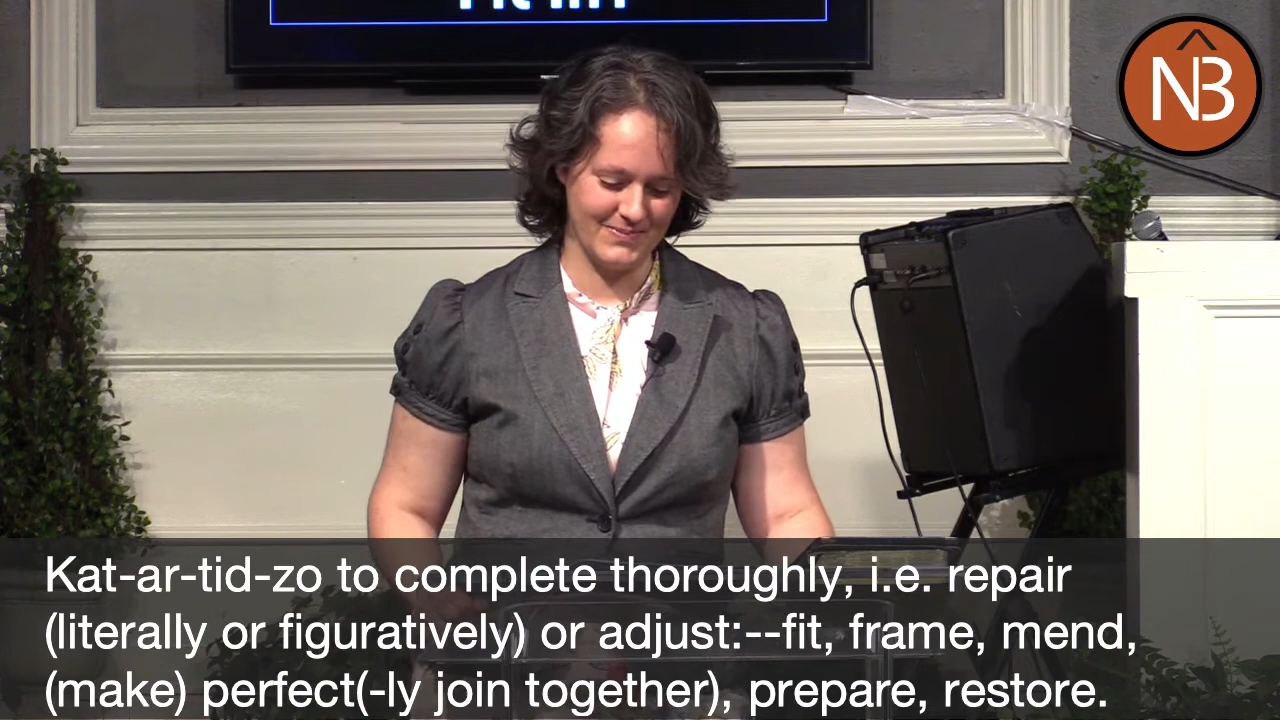 NB
Kat-ar-tid-zo to complete thoroughly, i.e. repair
(literally or figuratively) or adjust:--fit, frame, mend,
(make) perfect(-ly join together), prepare, restore.